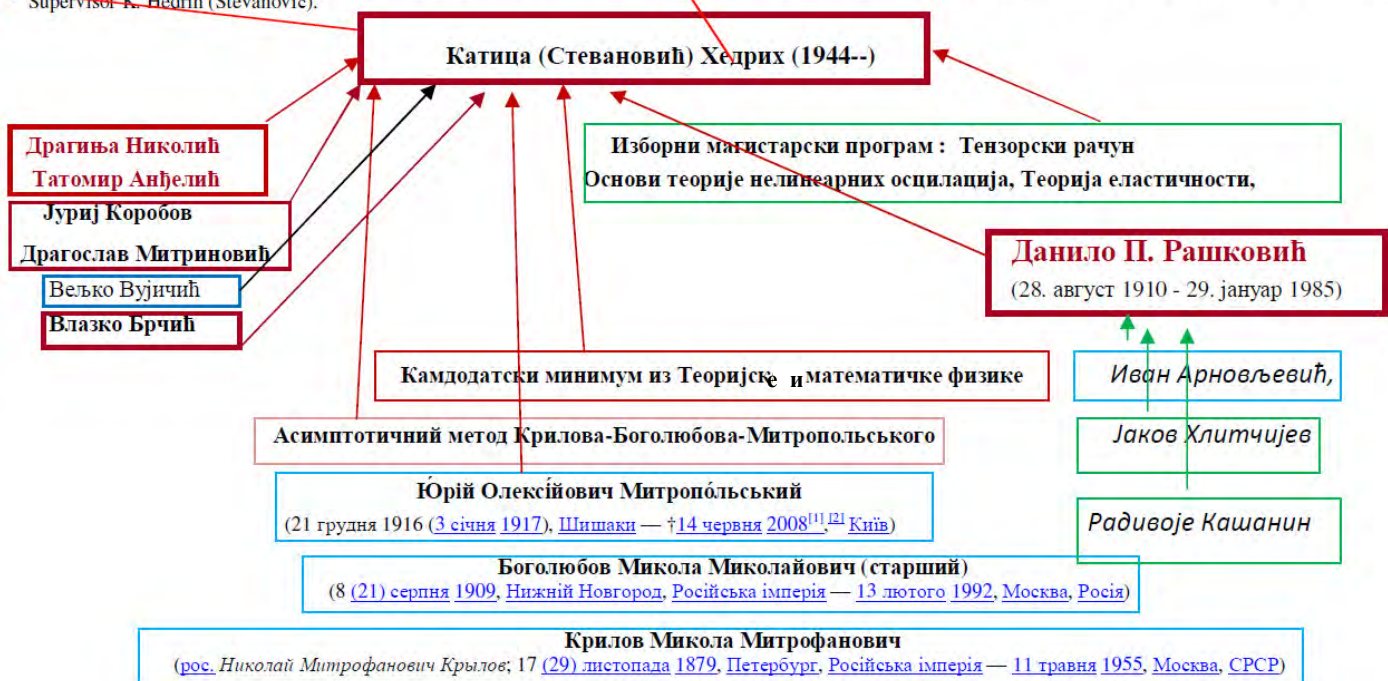 Supervisor K. Hedrih (Stevanović).
Катица (Стевановић) Хедрих (1944--)
Драгиња Николић
Татомир Анђелић
Јуриј Коробов
Драгослав Митриновић
Вељко Вујичић
Влазко Брчић
Изборни магистарски програм : Тензорски рачун
Основи теорије нелинеарних осцилација, Теорија еластичности,
Данило П. Рашковић
(28. август 1910 - 29. јануар 1985)
Камдодатски минимум из Теоријске и математичке физике
Иван Арновљевић,
Јаков Хлитчијев
Радивоје Кашанин
Асимптотичний метод Крилова-Боголюбова-Митропольського
Ю́рій Олексі́йович Митропо́льський
(21 грудня 1916 (3 січня 1917), Шишаки — †14 червня 2008[1],[2] Київ)
Боголюбов Микола Миколайович (старший)
(8 (21) серпня 1909, Нижній Новгород, Російська імперія — 13 лютого 1992, Москва, Росія)
Крилов Микола Митрофанович
(рос. Николай Митрофанович Крылов; 17 (29) листопада 1879, Петербург, Російська імперія — 11 травня 1955, Москва, СРСР)